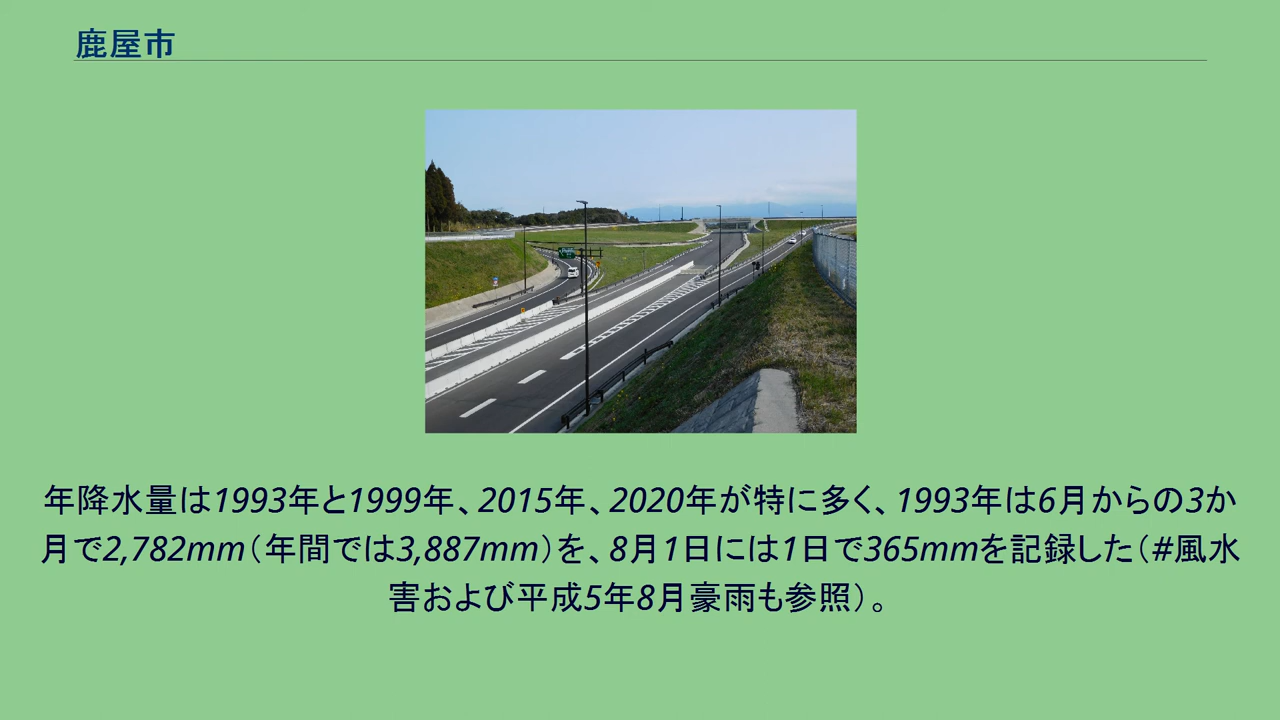 鹿屋市
年降水量は1993年と1999年、2015年、2020年が特に多く、1993年は6月からの3か
月で2,782mm（年間では3,887mm）を、8月1日には1日で365mmを記録した（#風水
害および平成5年8月豪雨も参照）。